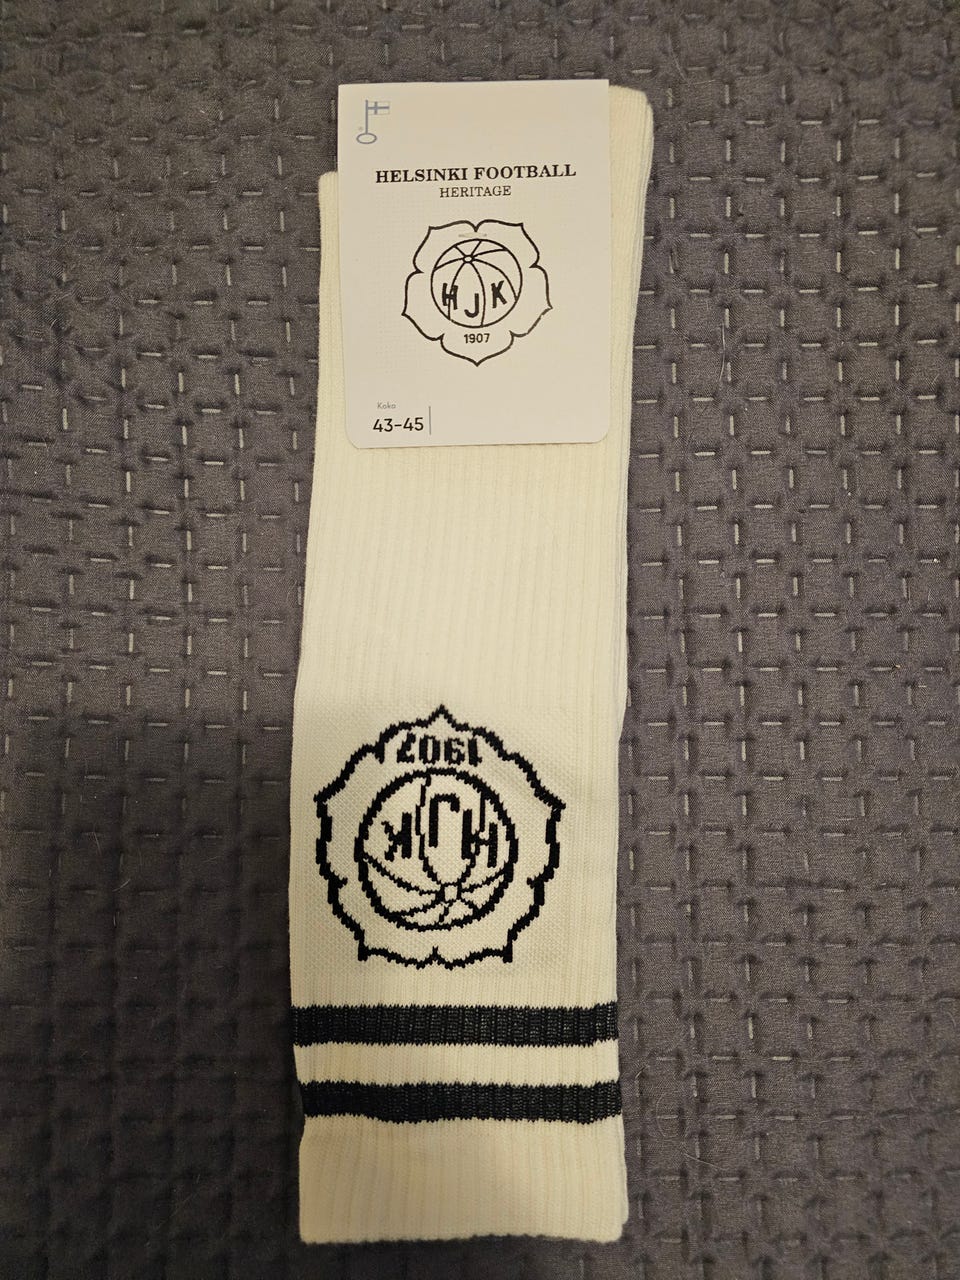 HELSINKI FOOTBALL
HERITAGE
HJK
1907
Koko
43-45
1907
HJK